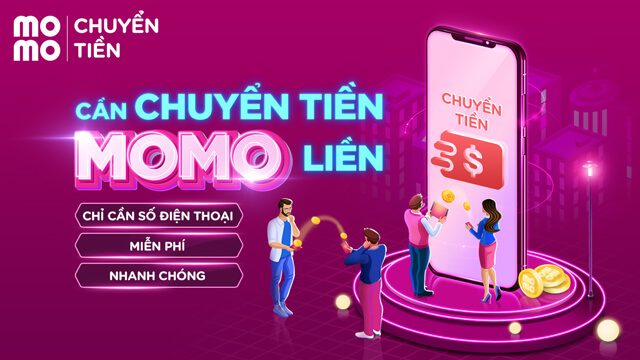 mo
mo
CHUYỂN
TIỀN
CẦN CHUYỂN TIỀN
MOMO LIỀN
CHỈ CẦN SỐ ĐIỆN THOẠI
MIỄN PHÍ
NHANH CHÓNG
CHUYỂN
TIỀN
$